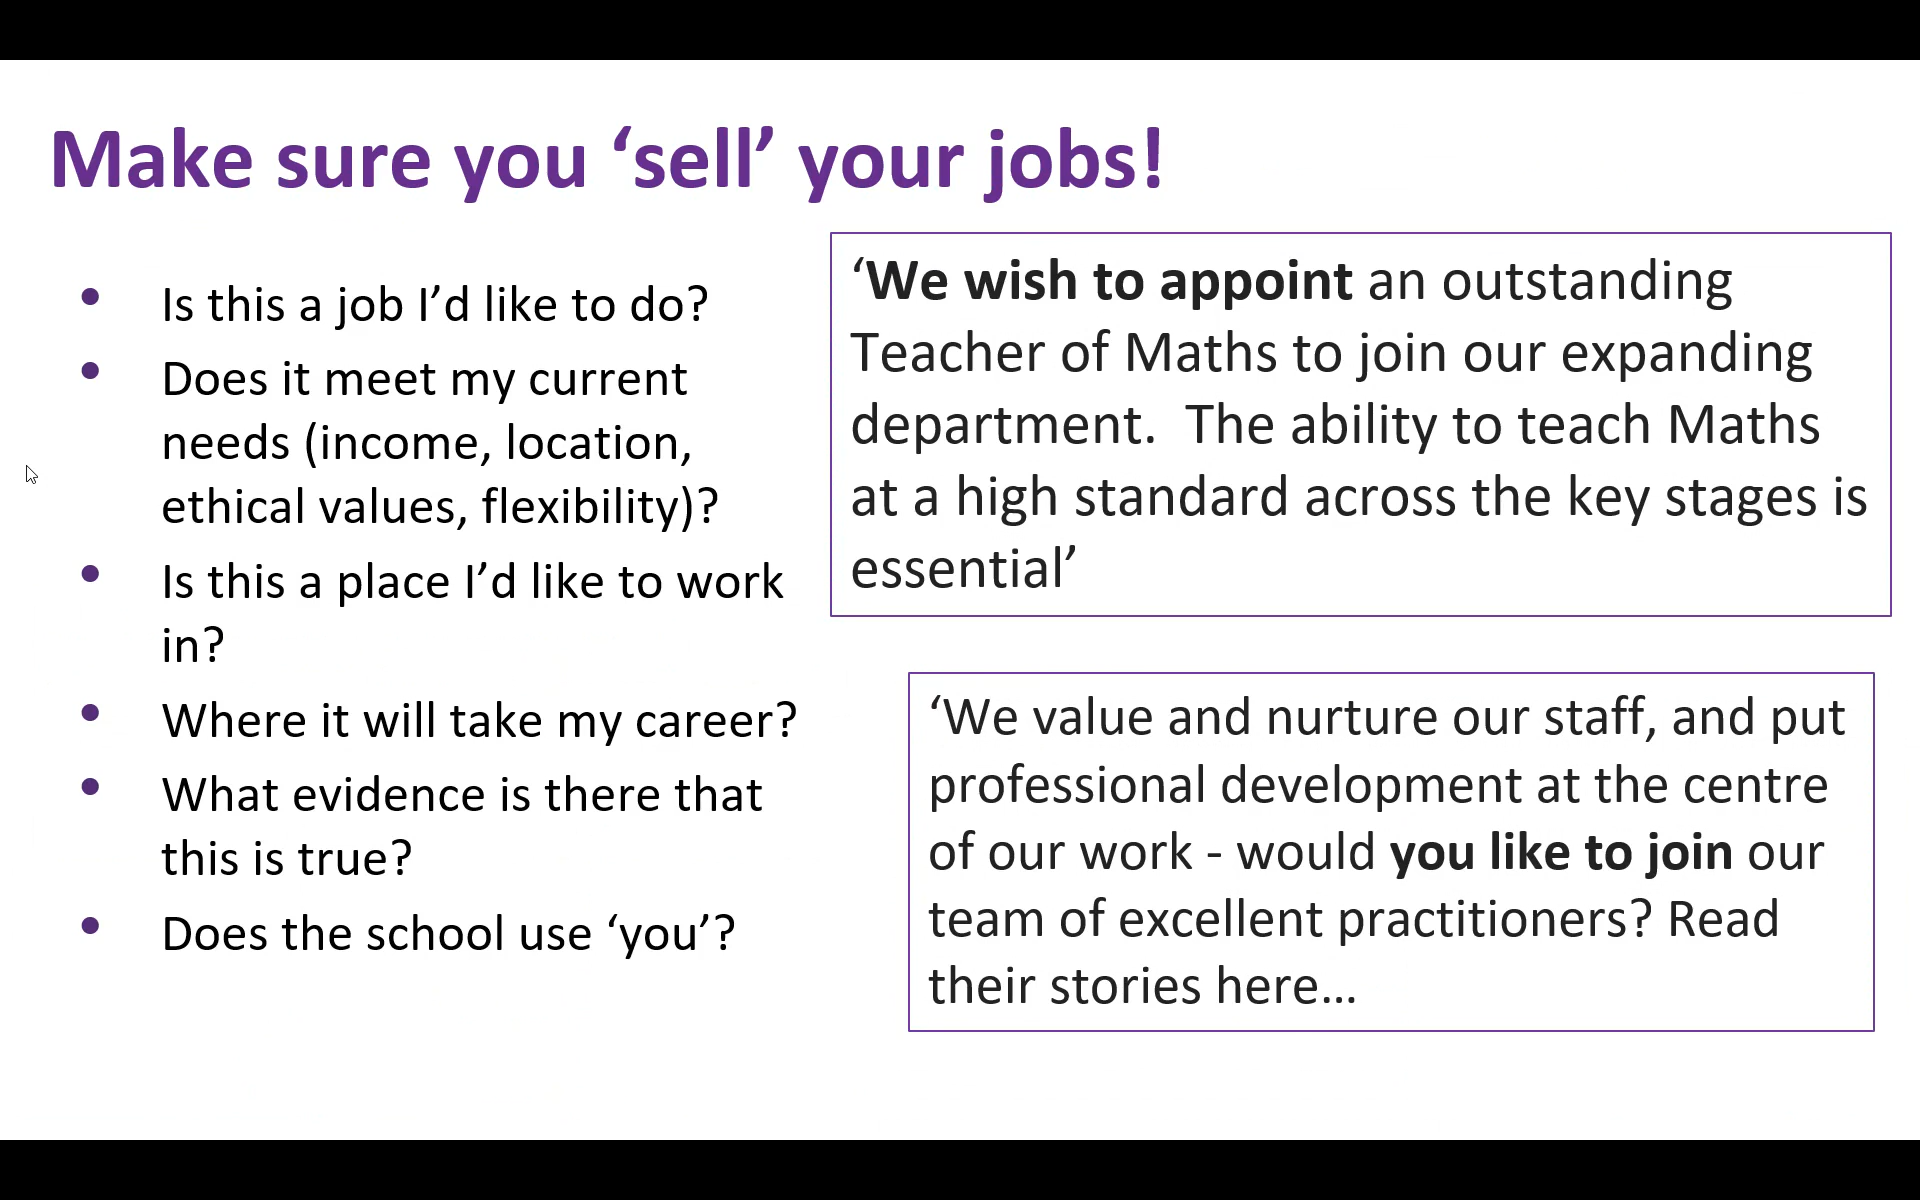 Make sure you ‘sell’ your jobs!
• Is this a job I’d like to do?
• Does it meet my current
needs (income, location,
ethical values, flexibility)?
• Is this a place I’d like to work
in?
• Where it will take my career?
• What evidence is there that
this is true?
• Does the school use ‘you’?
‘We wish to appoint an outstanding
Teacher of Maths to join our expanding
department.  The ability to teach Maths
at a high standard across the key stages is
essential’
‘We value and nurture our staff, and put
professional development at the centre
of our work - would you like to join our
team of excellent practitioners? Read
their stories here…